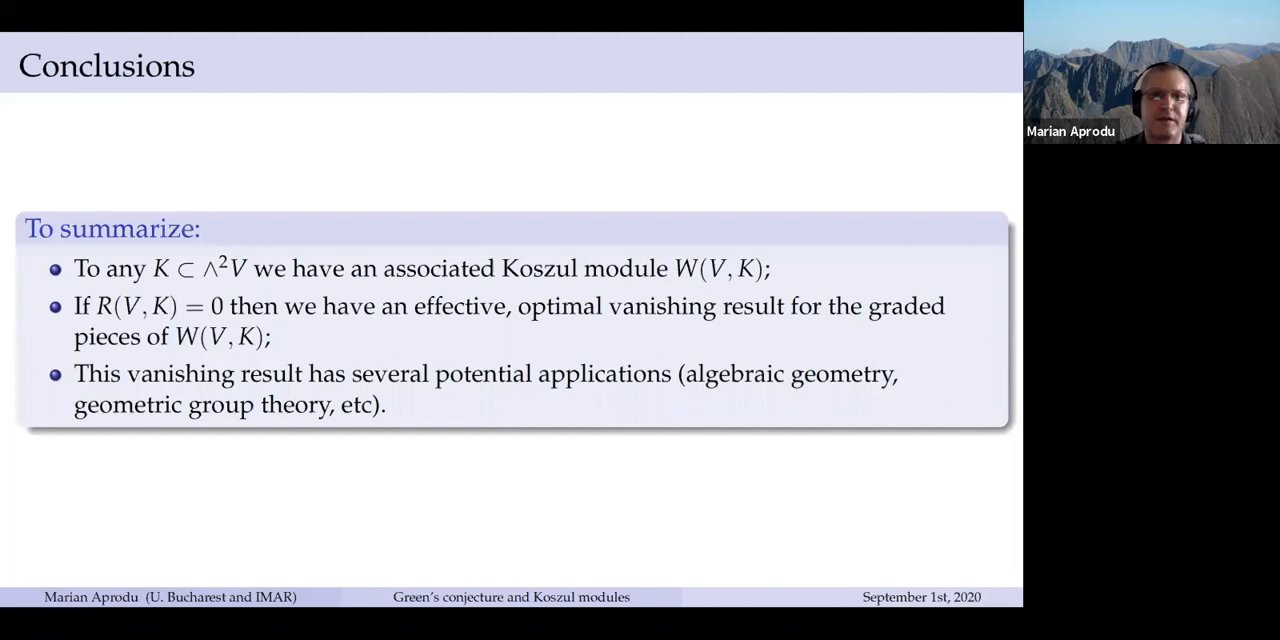 Conclusions
To summarize:
To any K ⊂ ∧²V we have an associated Koszul module W(V, K);
If R(V, K) = 0 then we have an effective, optimal vanishing result for the graded
pieces of W(V, K);
This vanishing result has several potential applications (algebraic geometry,
geometric group theory, etc).
Marian Aprodu (U. Bucharest and IMAR)
Green's conjecture and Koszul modules
September 1st, 2020
Marian Aprodu